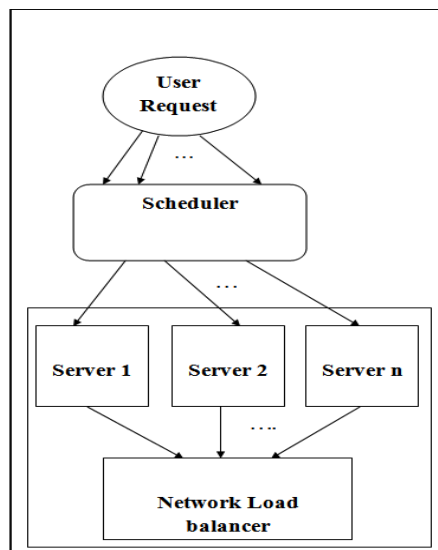 User
Request
…
Scheduler
…
Server 1
Server 2
Server n
….
Network Load
balancer